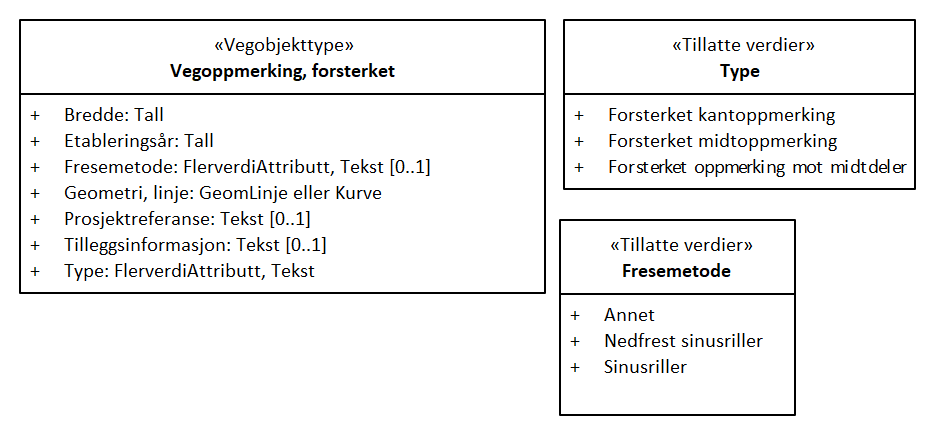 «Vegobjekttype»
Vegoppmerking, forsterket
+ Bredde: Tall
+ Etableringsår: Tall
+ Fresemetode: FlerverdiAttributt, Tekst [0..1]
+ Geometri, linje: GeomLinje eller Kurve
+ Prosjektreferanse: Tekst [0..1]
+ Tilleggsinformasjon: Tekst [0..1]
+ Type: FlerverdiAttributt, Tekst
«Tillatte verdier»
Type
+ Forsterket kantoppmerking
+ Forsterket midtoppmerking
+ Forsterket oppmerking mot midtdeler
«Tillatte verdier»
Fresemetode
+ Annet
+ Nedfrest sinusriller
+ Sinusriller